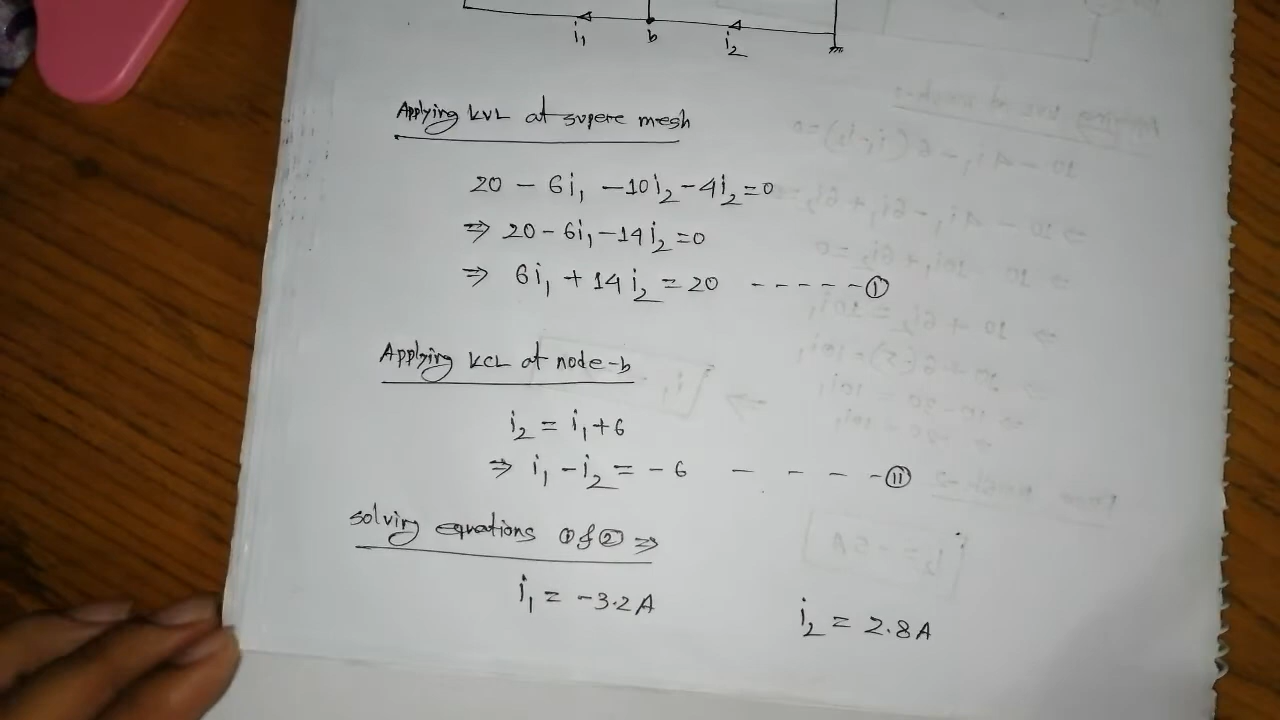 i₁ b i₂
Applying KVL at supere mesh
20 - 6i₁ - 10i₂ - 4i₂ = 0
⇒ 20 - 6i₁ - 14i₂ = 0
⇒ 6i₁ + 14i₂ = 20 - - - - - Ⓘ
Applying KCL at node-b
i₂ = i₁ + 6
⇒ i₁ - i₂ = - 6 - - - - - ⓘⓘ
solving equations ① & ② ⇒
i₁ = -3.2A i₂ = 2.8A